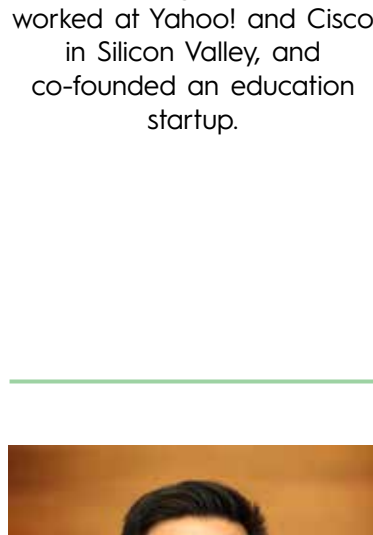 worked at Yahoo! and Cisco
in Silicon Valley, and
co-founded an education
startup.